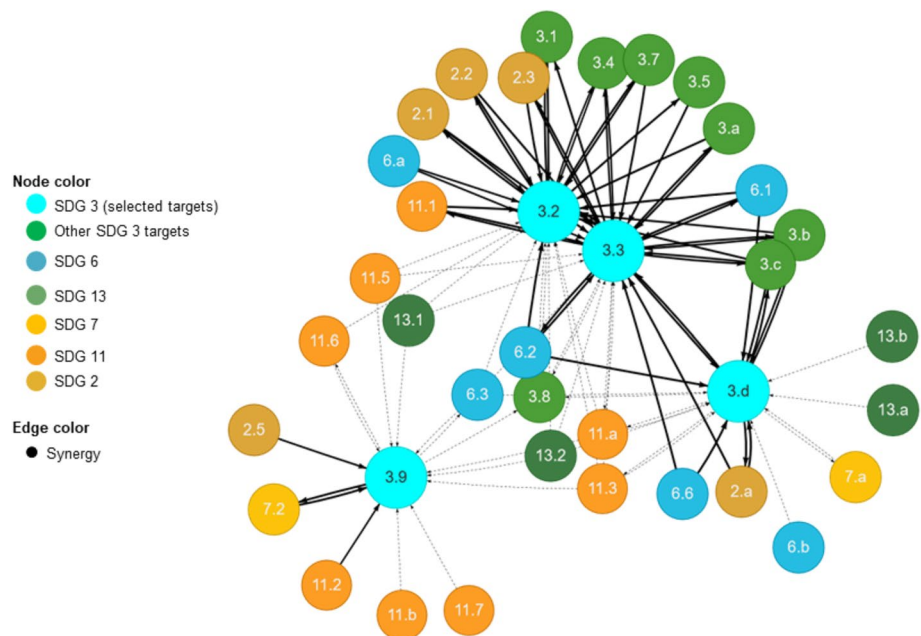 Node color
SDG 3 (selected targets)
Other SDG 3 targets
SDG 6
SDG 13
SDG 7
SDG 11
SDG 2
Edge color
Synergy
3.1
3.4
3.7
2.2
2.3
3.5
2.1
3.a
6.a
6.1
11.1
3.2
3.3
3.b
3.c
11.5
13.1
11.6
6.2
13.b
6.3
3.8
3.d
13.a
2.5
11.a
13.2
3.9
11.3
6.6
2.a
7.a
7.2
6.b
11.2
11.b
11.7